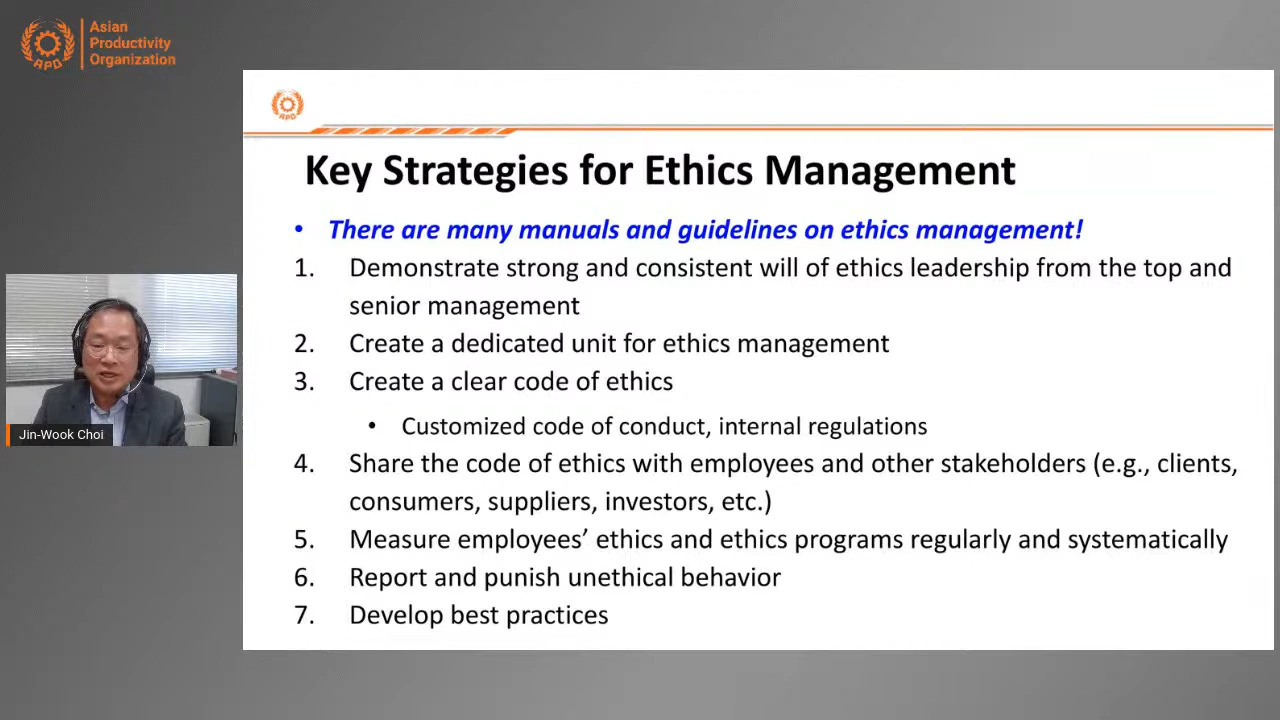 Asian
Productivity
Organization
APO
APO
Key Strategies for Ethics Management
• There are many manuals and guidelines on ethics management!
1. Demonstrate strong and consistent will of ethics leadership from the top and
senior management
2. Create a dedicated unit for ethics management
3. Create a clear code of ethics
• Customized code of conduct, internal regulations
4. Share the code of ethics with employees and other stakeholders (e.g., clients,
consumers, suppliers, investors, etc.)
5. Measure employees’ ethics and ethics programs regularly and systematically
6. Report and punish unethical behavior
7. Develop best practices
Jin-Wook Choi